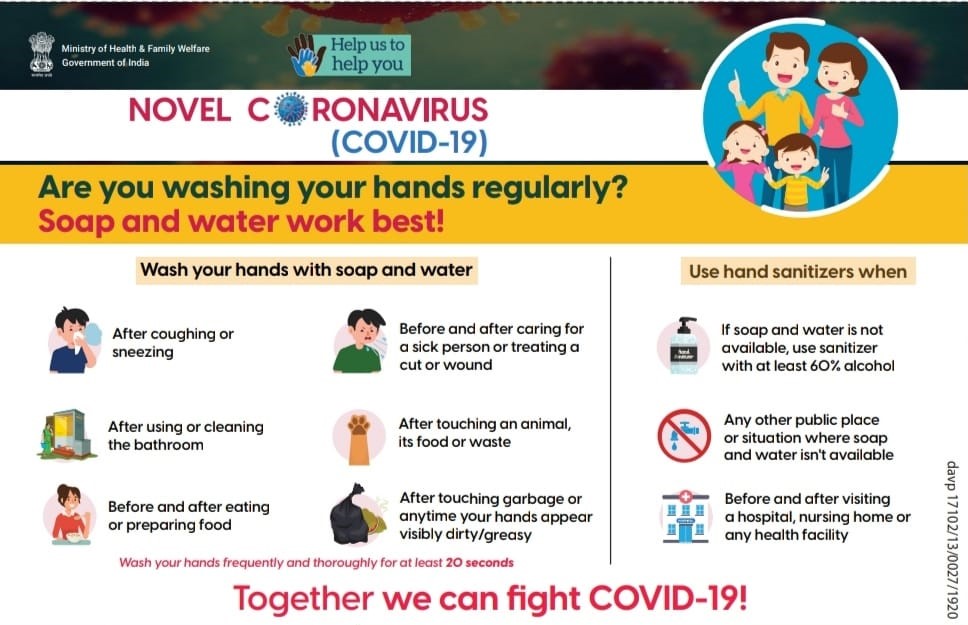 Ministry of Health & Family Welfare
Government of India
Help us to
help you
NOVEL CORONAVIRUS
(COVID-19)
Are you washing your hands regularly?
Soap and water work best!
Wash your hands with soap and water
After coughing or
sneezing
Before and after caring for
a sick person or treating a
cut or wound
After using or cleaning
the bathroom
After touching an animal,
its food or waste
Before and after eating
or preparing food
After touching garbage or
anytime your hands appear
visibly dirty/greasy
Wash your hands frequently and thoroughly for at least 20 seconds
Use hand sanitizers when
If soap and water is not
available, use sanitizer
with at least 60% alcohol
Any other public place
or situation where soap
and water isn't available
Before and after visiting
a hospital, nursing home or
any health facility
Together we can fight COVID-19!
davp 17102/13/0027/1920